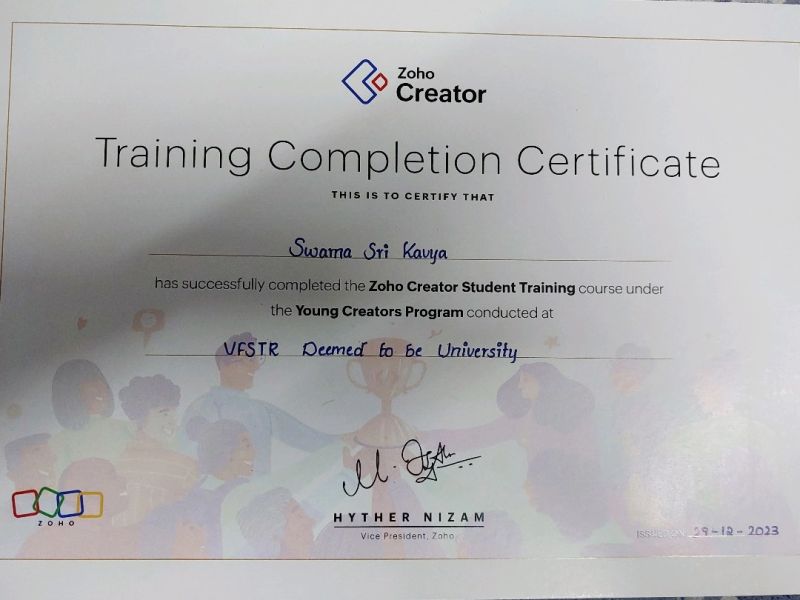 Zoho
Creator
Training Completion Certificate
THIS IS TO CERTIFY THAT
Swarna Sri Kavya
has successfully completed the Zoho Creator Student Training course under
the Young Creators Program conducted at
VFSTR Deemed to be University
HYTHER NIZAM
Vice President, Zoho
ZOHO
ISSUED ON 29-12-2023